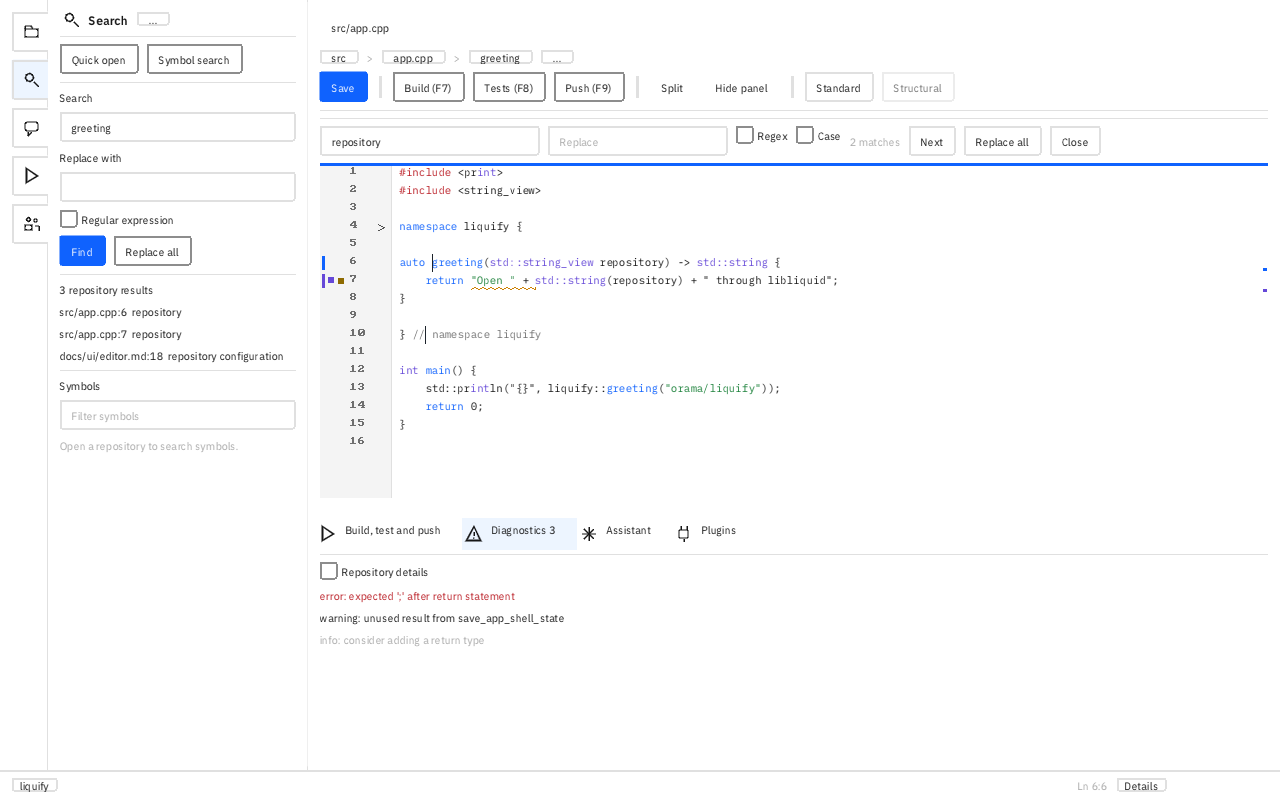 Search ...
Quick open Symbol search
Search
greeting
Replace with
Regular expression
Find Replace all
3 repository results
src/app.cpp:6 repository
src/app.cpp:7 repository
docs/ui/editor.md:18 repository configuration
Symbols
Filter symbols
Open a repository to search symbols.
src/app.cpp
src > app.cpp > greeting ...
Save Build (F7) Tests (F8) Push (F9) Split Hide panel Standard Structural
repository Replace Regex Case 2 matches Next Replace all Close
1 #include <print>
2 #include <string_view>
3
4 > namespace liquify {
5
6 auto greeting(std::string_view repository) -> std::string {
7 return "Open " + std::string(repository) + " through libliquid";
8 }
9
10 } // namespace liquify
11
12 int main() {
13 std::println("{}", liquify::greeting("orama/liquify"));
14 return 0;
15 }
16
Build, test and push Diagnostics 3 Assistant Plugins
Repository details
error: expected ';' after return statement
warning: unused result from save_app_shell_state
info: consider adding a return type
liquify Ln 6:6 Details